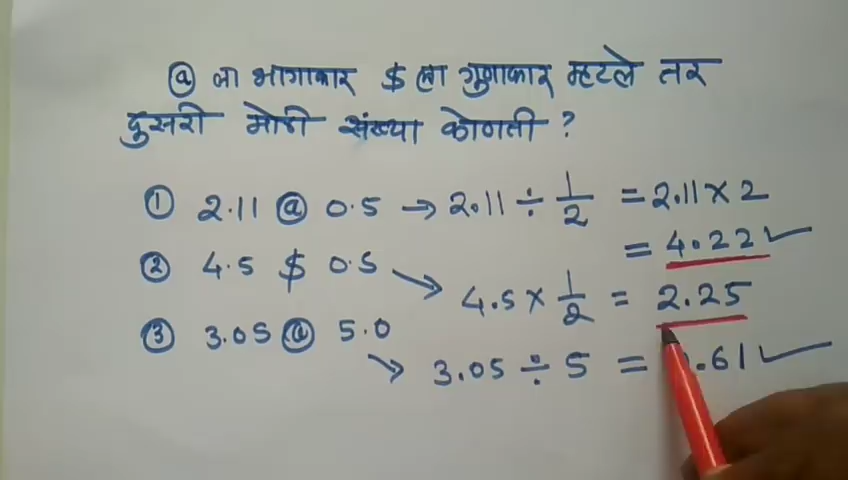 @ ला भागाकार $ ला गुणाकार म्हटले तर
दुसरी मोठी संख्या कोणती ?
① 2.11 @ 0.5 → 2.11 ÷ 1/2 = 2.11 × 2
= 4.22 ✓
② 4.5 $ 0.5 → 4.5 × 1/2 = 2.25
③ 3.05 @ 5.0 → 3.05 ÷ 5 = .61 ✓